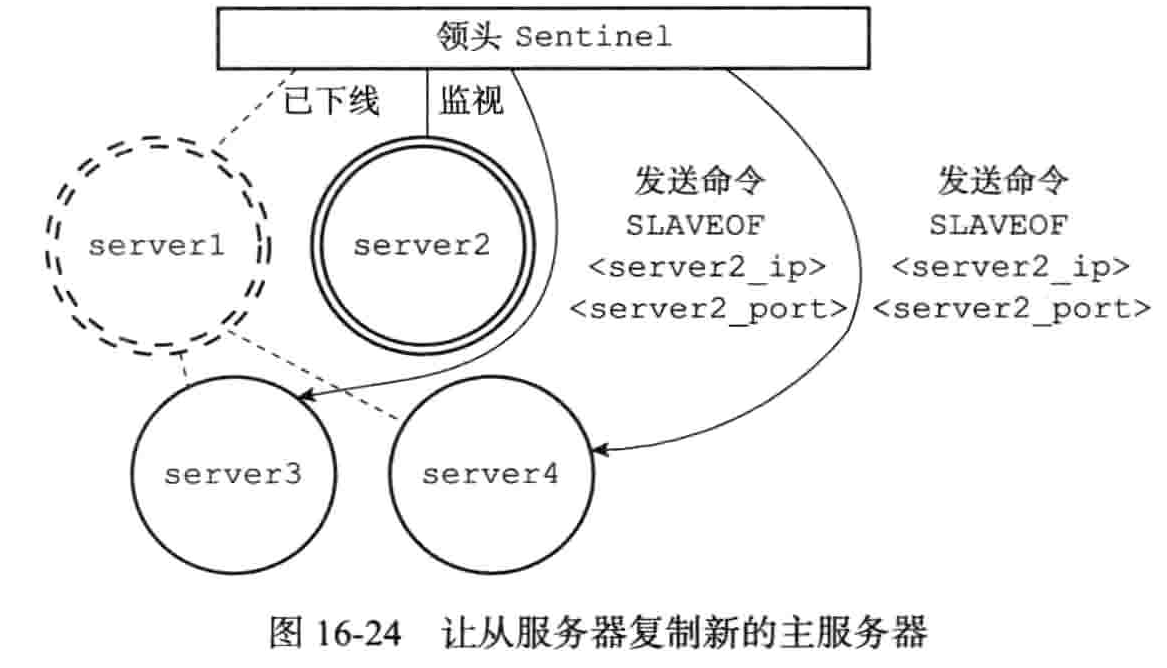 领头 Sentinel
已下线
监视
server1
server2
发送命令
SLAVEOF
<server2_ip>
<server2_port>
发送命令
SLAVEOF
<server2_ip>
<server2_port>
server3
server4
图 16-24 让从服务器复制新的主服务器